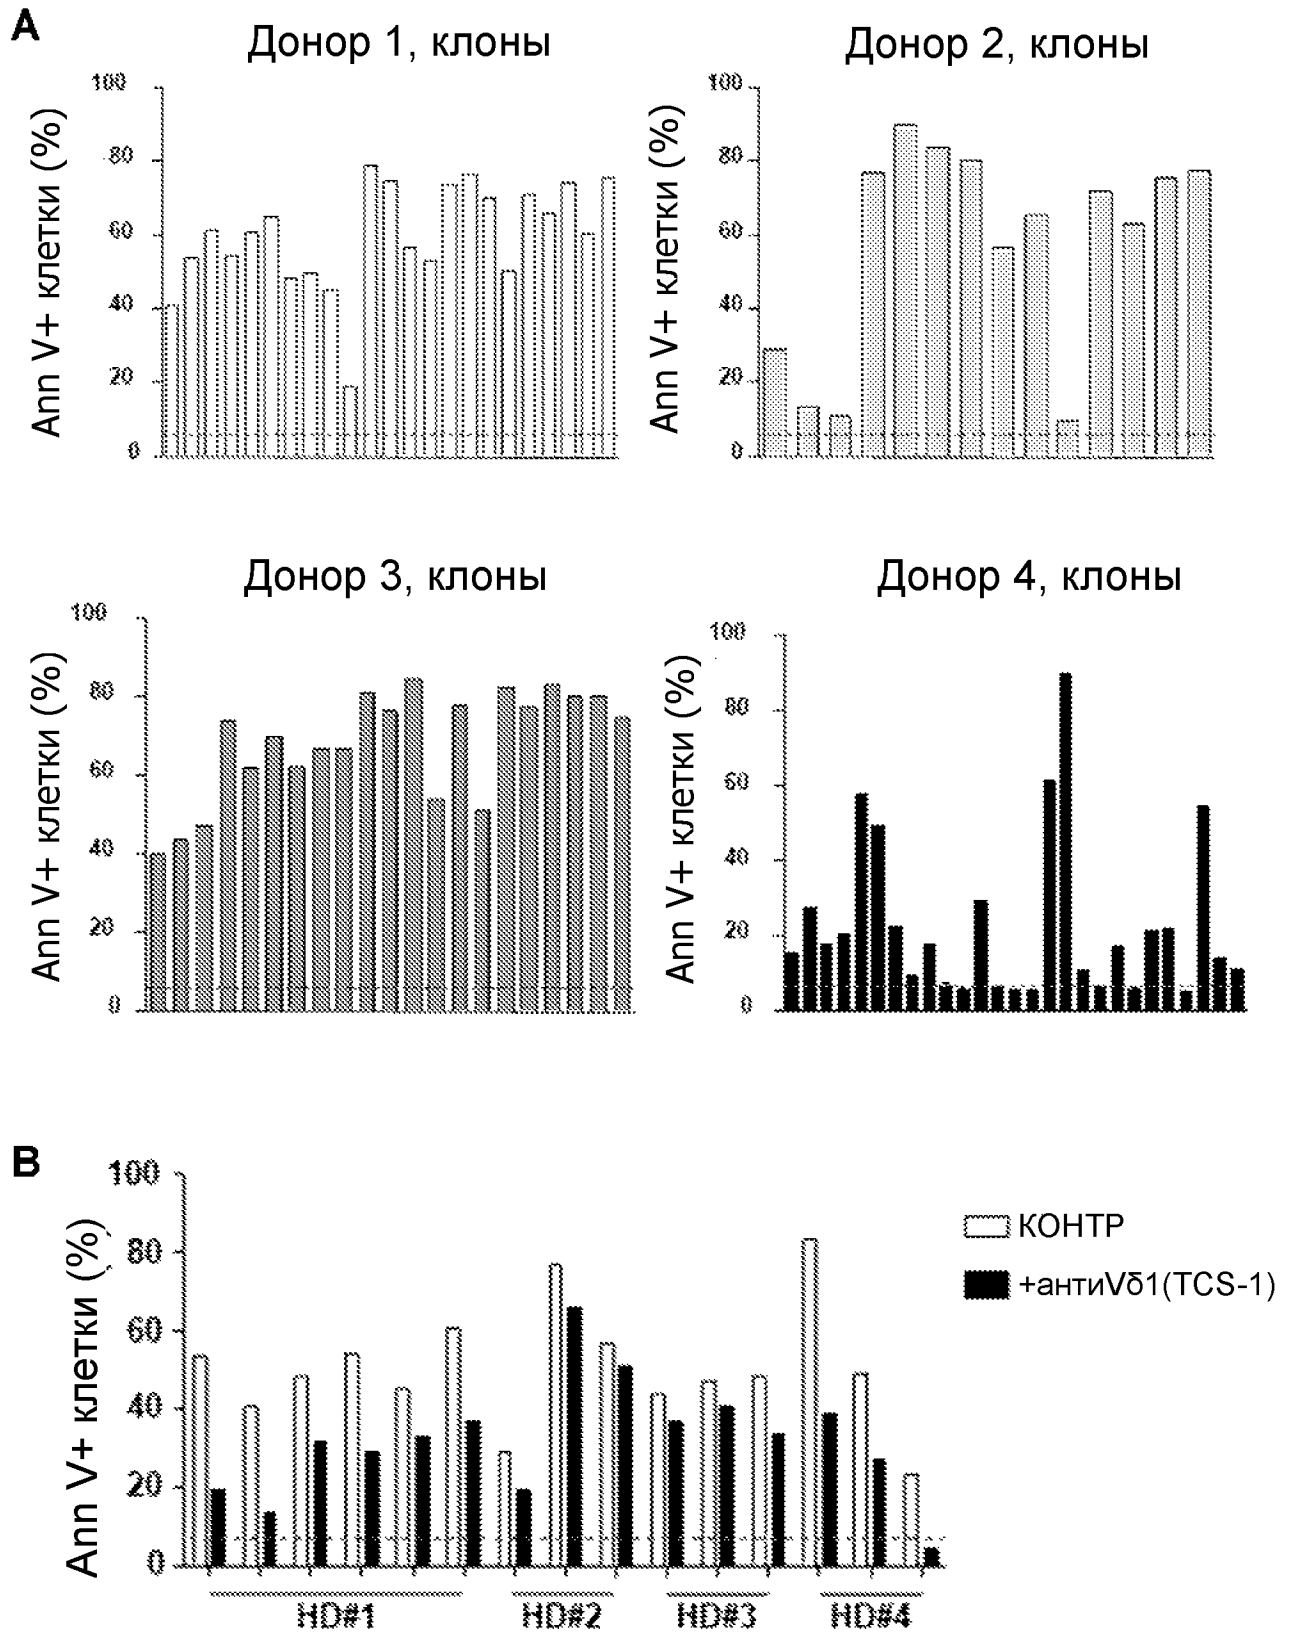 A
Донор 1, клоны
Ann V+ клетки (%)
100
80
60
40
20
0
Донор 2, клоны
Ann V+ клетки (%)
100
80
60
40
20
0
Донор 3, клоны
Ann V+ клетки (%)
100
80
60
40
20
0
Донор 4, клоны
Ann V+ клетки (%)
100
80
60
40
20
0
B
Ann V+ клетки (%)
100
80
60
40
20
0
HD#1
HD#2
HD#3
HD#4
КОНТР
+антиVδ1(TCS-1)